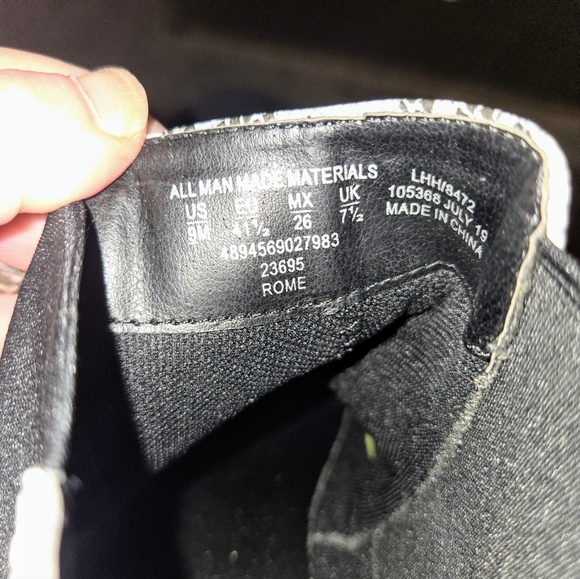 ALL MAN MADE MATERIALS
US EU MX UK
9M 41½ 26 7½
4894569027983
23695
ROME
LHH/8472
105368 JULY 19
MADE IN CHINA